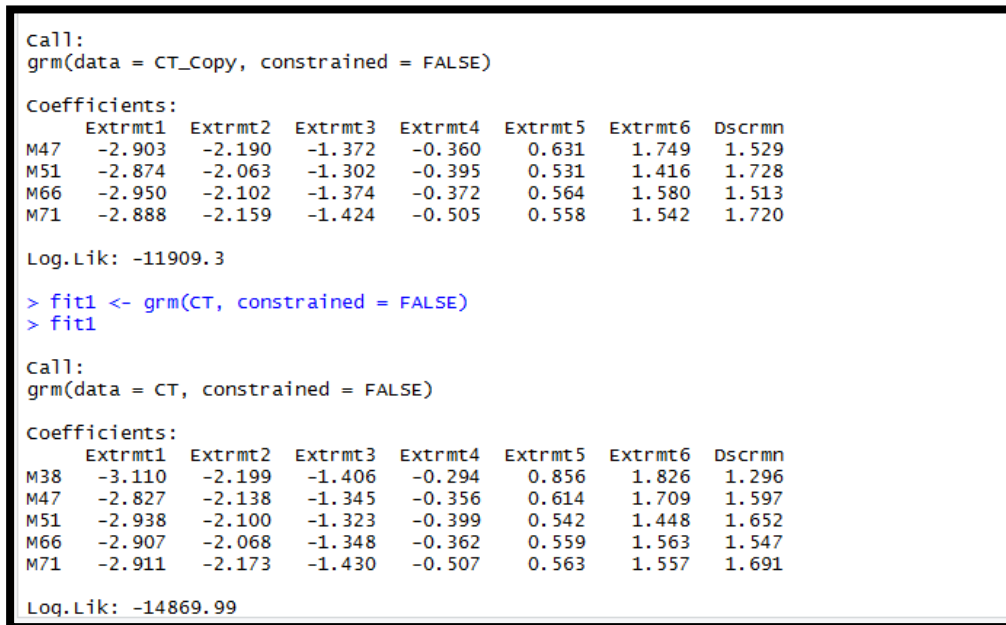 Call:
grm(data = CT_Copy, constrained = FALSE)
Coefficients:
Extrmt1 Extrmt2 Extrmt3 Extrmt4 Extrmt5 Extrmt6 Dscrmn
M47 -2.903 -2.190 -1.372 -0.360 0.631 1.749 1.529
M51 -2.874 -2.063 -1.302 -0.395 0.531 1.416 1.728
M66 -2.950 -2.102 -1.374 -0.372 0.564 1.580 1.513
M71 -2.888 -2.159 -1.424 -0.505 0.558 1.542 1.720
Log.Lik: -11909.3
> fit1 <- grm(CT, constrained = FALSE)
> fit1
Call:
grm(data = CT, constrained = FALSE)
Coefficients:
Extrmt1 Extrmt2 Extrmt3 Extrmt4 Extrmt5 Extrmt6 Dscrmn
M38 -3.110 -2.199 -1.406 -0.294 0.856 1.826 1.296
M47 -2.827 -2.138 -1.345 -0.356 0.614 1.709 1.597
M51 -2.938 -2.100 -1.323 -0.399 0.542 1.448 1.652
M66 -2.907 -2.068 -1.348 -0.362 0.559 1.563 1.547
M71 -2.911 -2.173 -1.430 -0.507 0.563 1.557 1.691
Log.Lik: -14869.99